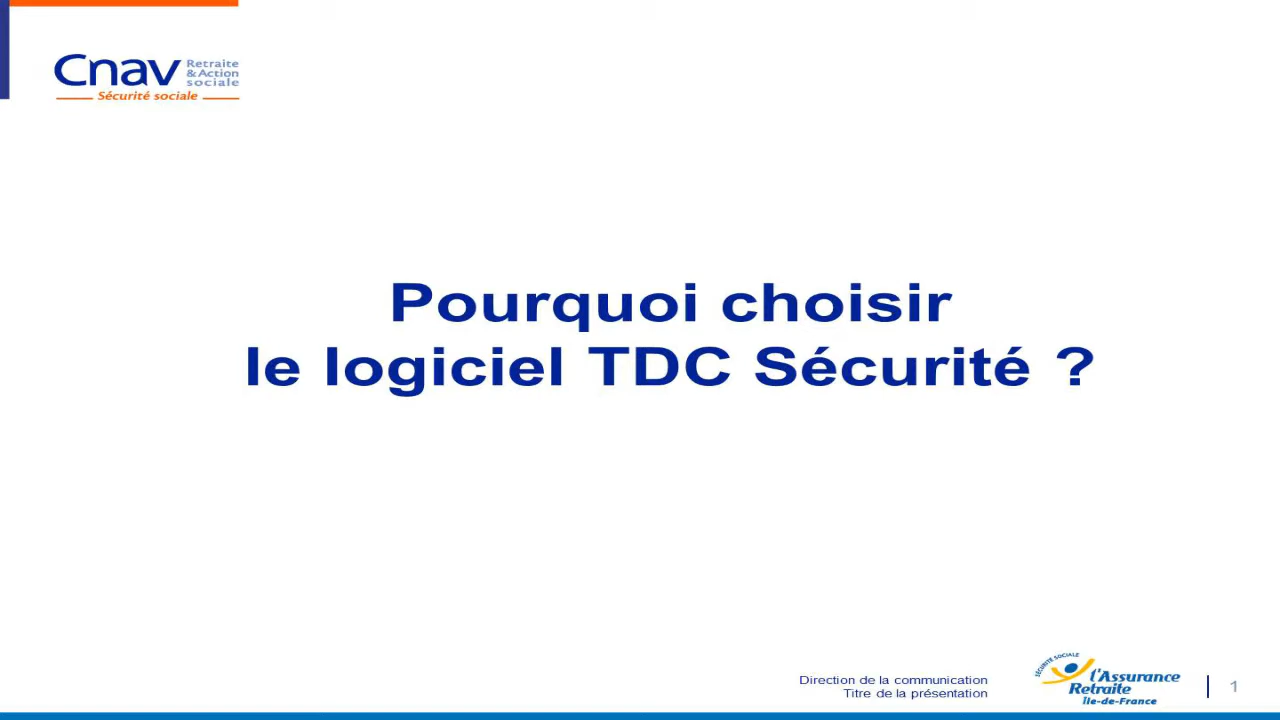 Cnav Retraite
&Action
sociale
Sécurité sociale
Pourquoi choisir
le logiciel TDC Sécurité ?
Direction de la communication
Titre de la présentation
SÉCURITÉ SOCIALE
l'Assurance
Retraite
Île-de-France
1